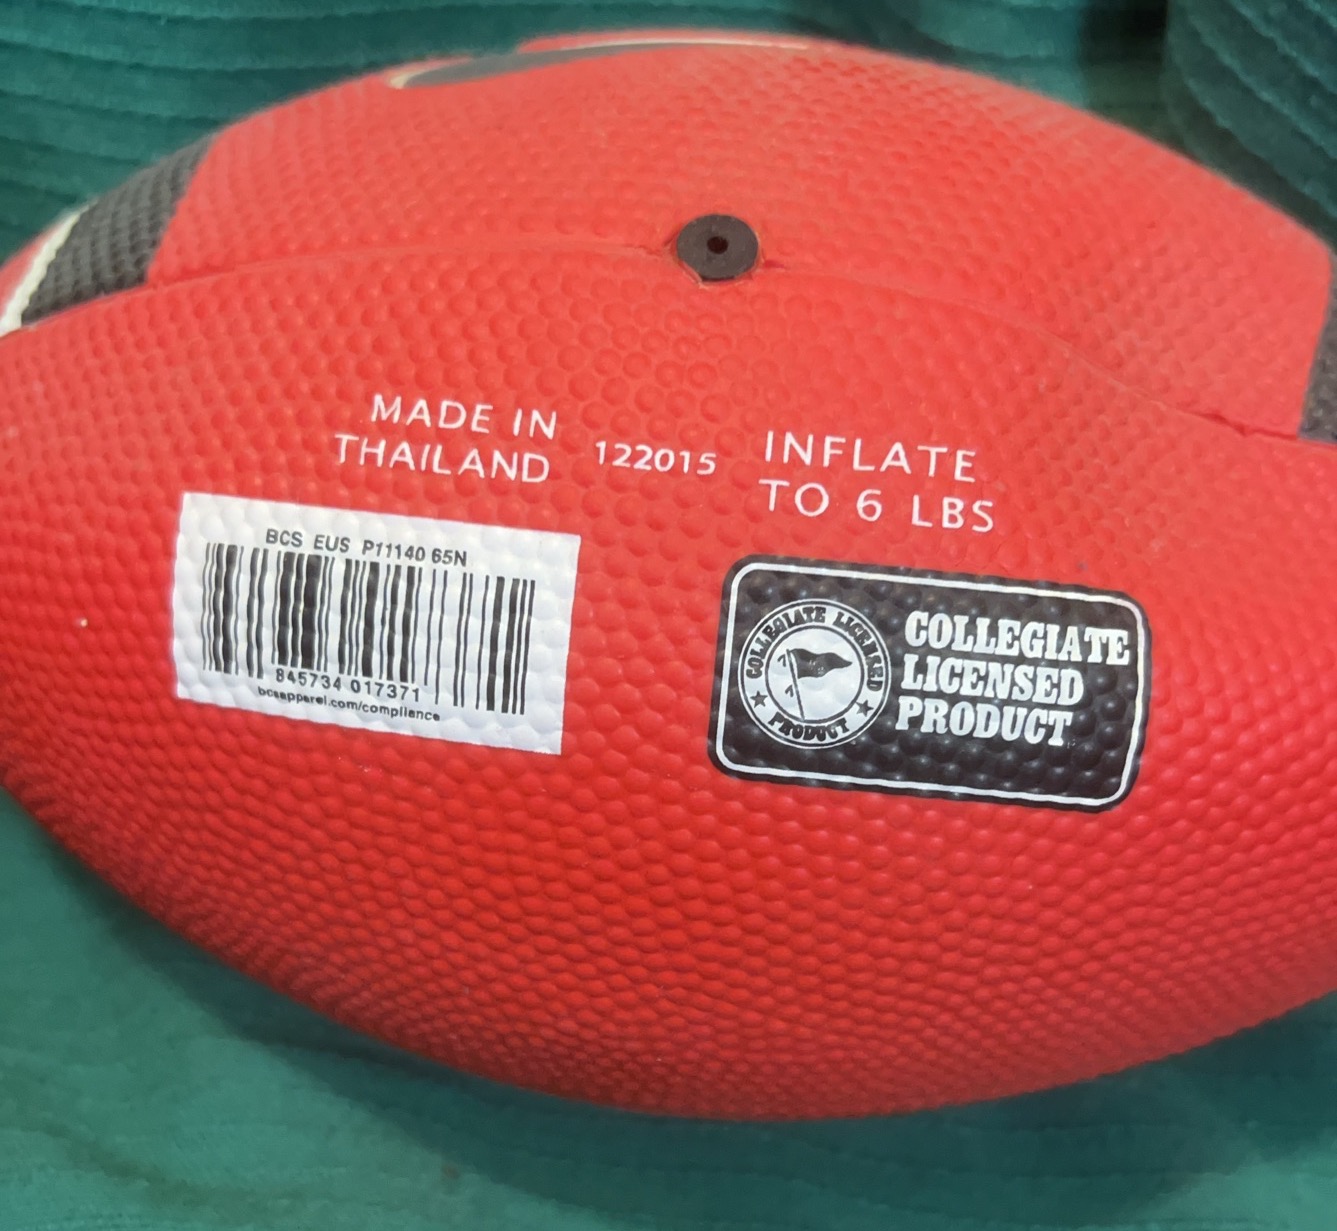 MADE IN
THAILAND
122015
INFLATE
TO 6 LBS
BCS EUS P11140 65N
845734 017371
bcsapparel.com/compliance
COLLEGIATE LICENSED
PRODUCT
COLLEGIATE
LICENSED
PRODUCT